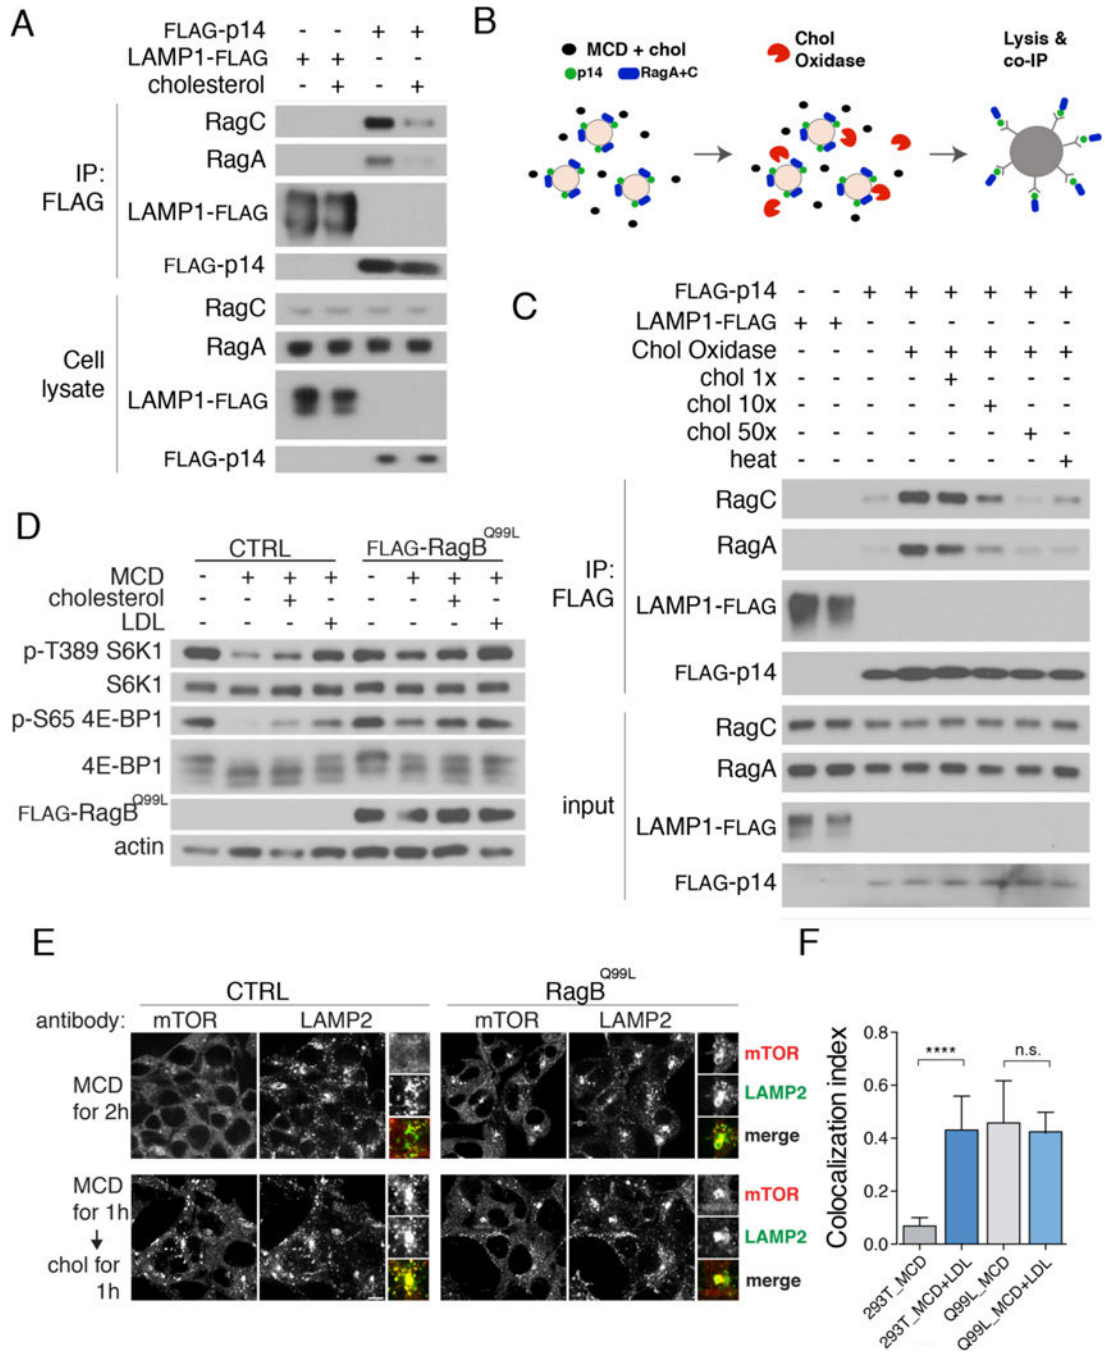 A
FLAG-p14 - - + +
LAMP1-FLAG + + - -
cholesterol - + - +
IP:
FLAG
RagC
RagA
LAMP1-FLAG
FLAG-p14
Cell
lysate
RagC
RagA
LAMP1-FLAG
FLAG-p14
B
MCD + chol
p14 RagA+C
Chol
Oxidase
Lysis &
co-IP
C
FLAG-p14 - - + + + + + +
LAMP1-FLAG + + - - - - - -
Chol Oxidase - - - + + + + +
chol 1x - - - - + - - -
chol 10x - - - - - + - -
chol 50x - - - - - - + -
heat - - - - - - - +
IP:
FLAG
RagC
RagA
LAMP1-FLAG
FLAG-p14
input
RagC
RagA
LAMP1-FLAG
FLAG-p14
D
CTRL FLAG-RagB Q99L
MCD - + + + - + + +
cholesterol - - + - - - + -
LDL - - - + - - - +
p-T389 S6K1
S6K1
p-S65 4E-BP1
4E-BP1
FLAG-RagB Q99L
actin
E
CTRL RagB Q99L
antibody: mTOR LAMP2 mTOR LAMP2
MCD
for 2h
mTOR
LAMP2
merge
MCD
for 1h
chol for
1h
mTOR
LAMP2
merge
F
Colocalization index
0.8
0.6
0.4
0.2
0.0
**** n.s.
293T_MCD
293T_MCD+LDL
Q99L_MCD
Q99L_MCD+LDL